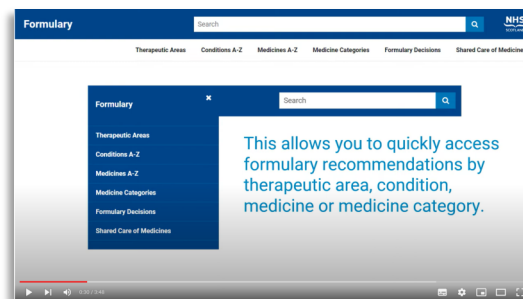 Formulary
Search
NHS
SCOTLAND
Therapeutic Areas Conditions A-Z Medicines A-Z Medicine Categories Formulary Decisions Shared Care of Medicine
Formulary
Search
Therapeutic Areas
Conditions A-Z
Medicines A-Z
Medicine Categories
Formulary Decisions
Shared Care of Medicines
This allows you to quickly access
formulary recommendations by
therapeutic area, condition,
medicine or medicine category.